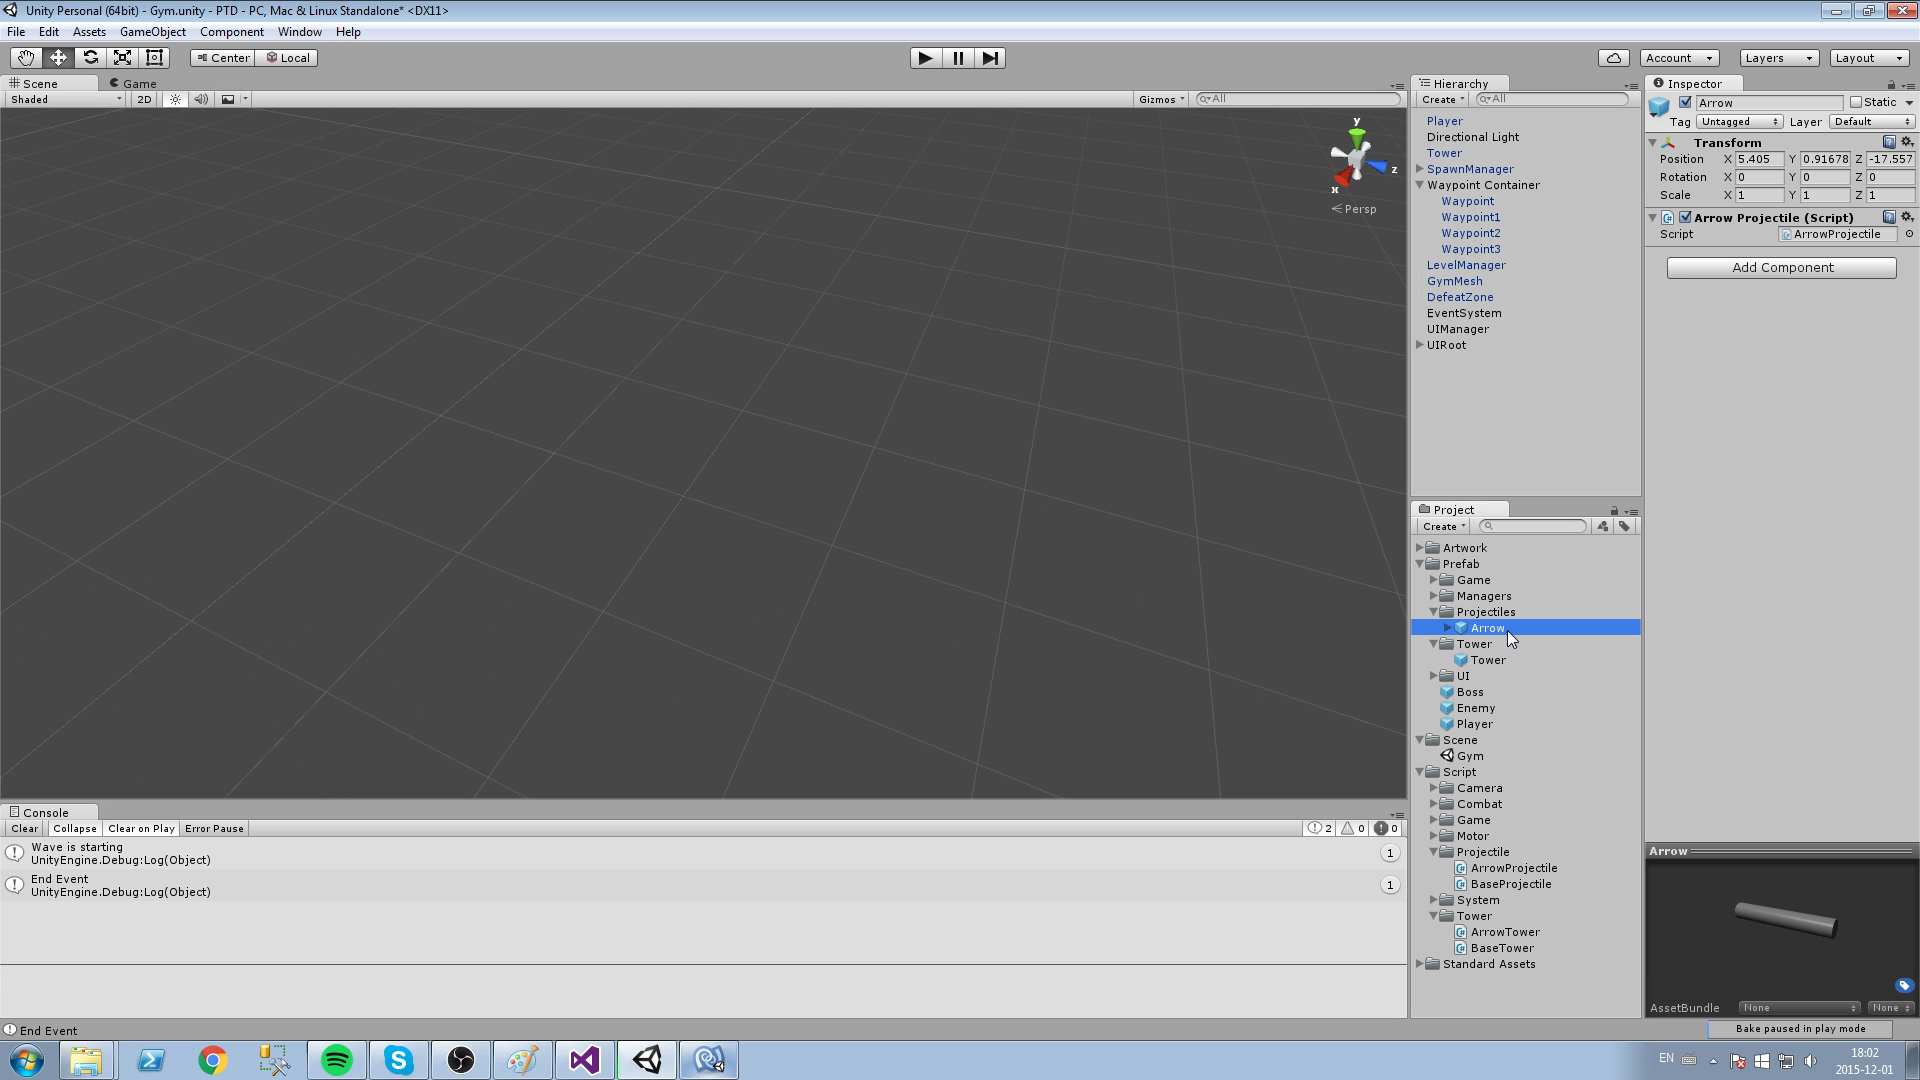 Unity Personal (64bit) - Gym.unity - PTD - PC, Mac & Linux Standalone* <DX11>
File Edit Assets GameObject Component Window Help
Center Local Account Layers Layout
Scene Game
Shaded 2D Gizmos All
y
z
x
Persp
Hierarchy
Create All
Player
Directional Light
Tower
SpawnManager
Waypoint Container
Waypoint
Waypoint1
Waypoint2
Waypoint3
LevelManager
GymMesh
DefeatZone
EventSystem
UIManager
UIRoot
Project
Create
Artwork
Prefab
Game
Managers
Projectiles
Arrow
Tower
Tower
UI
Boss
Enemy
Player
Scene
Gym
Script
Camera
Combat
Game
Motor
Projectile
ArrowProjectile
BaseProjectile
System
Tower
ArrowTower
BaseTower
Standard Assets
Inspector
Arrow Static
Tag Untagged Layer Default
Transform
Position X 5.405 Y 0.91678 Z -17.557
Rotation X 0 Y 0 Z 0
Scale X 1 Y 1 Z 1
Arrow Projectile (Script)
Script ArrowProjectile
Add Component
Arrow
AssetBundle None None
Bake paused in play mode
Console
Clear Collapse Clear on Play Error Pause 2 0 0
Wave is starting
UnityEngine.Debug:Log(Object)
1
End Event
UnityEngine.Debug:Log(Object)
1
End Event
EN
18:02
2015-12-01